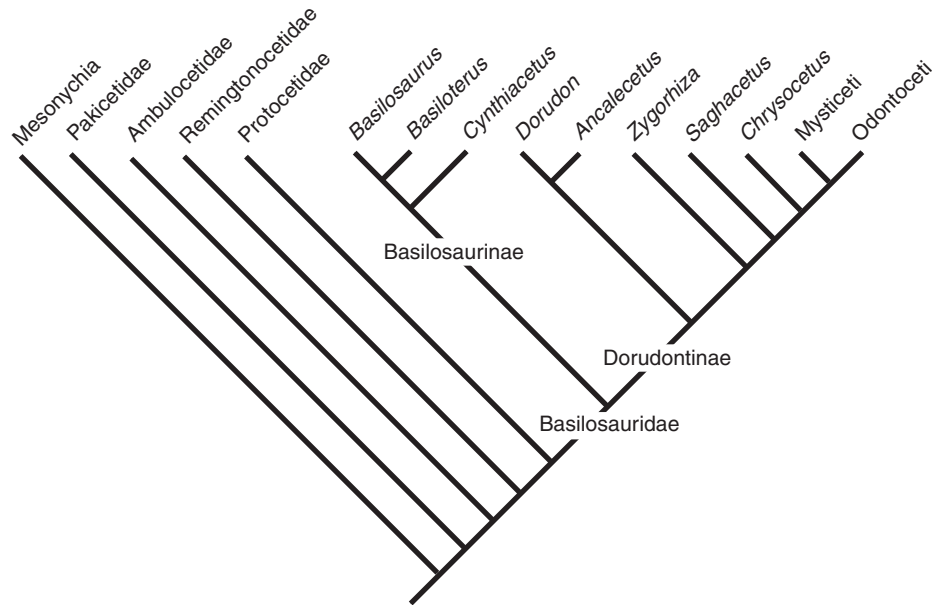 Mesonychia
Pakicetidae
Ambulocetidae
Remingtonocetidae
Protocetidae
Basilosaurus
Basiloterus
Cynthiacetus
Dorudon
Ancalecetus
Zygorhiza
Saghacetus
Chrysocetus
Mysticeti
Odontoceti
Basilosaurinae
Dorudontinae
Basilosauridae